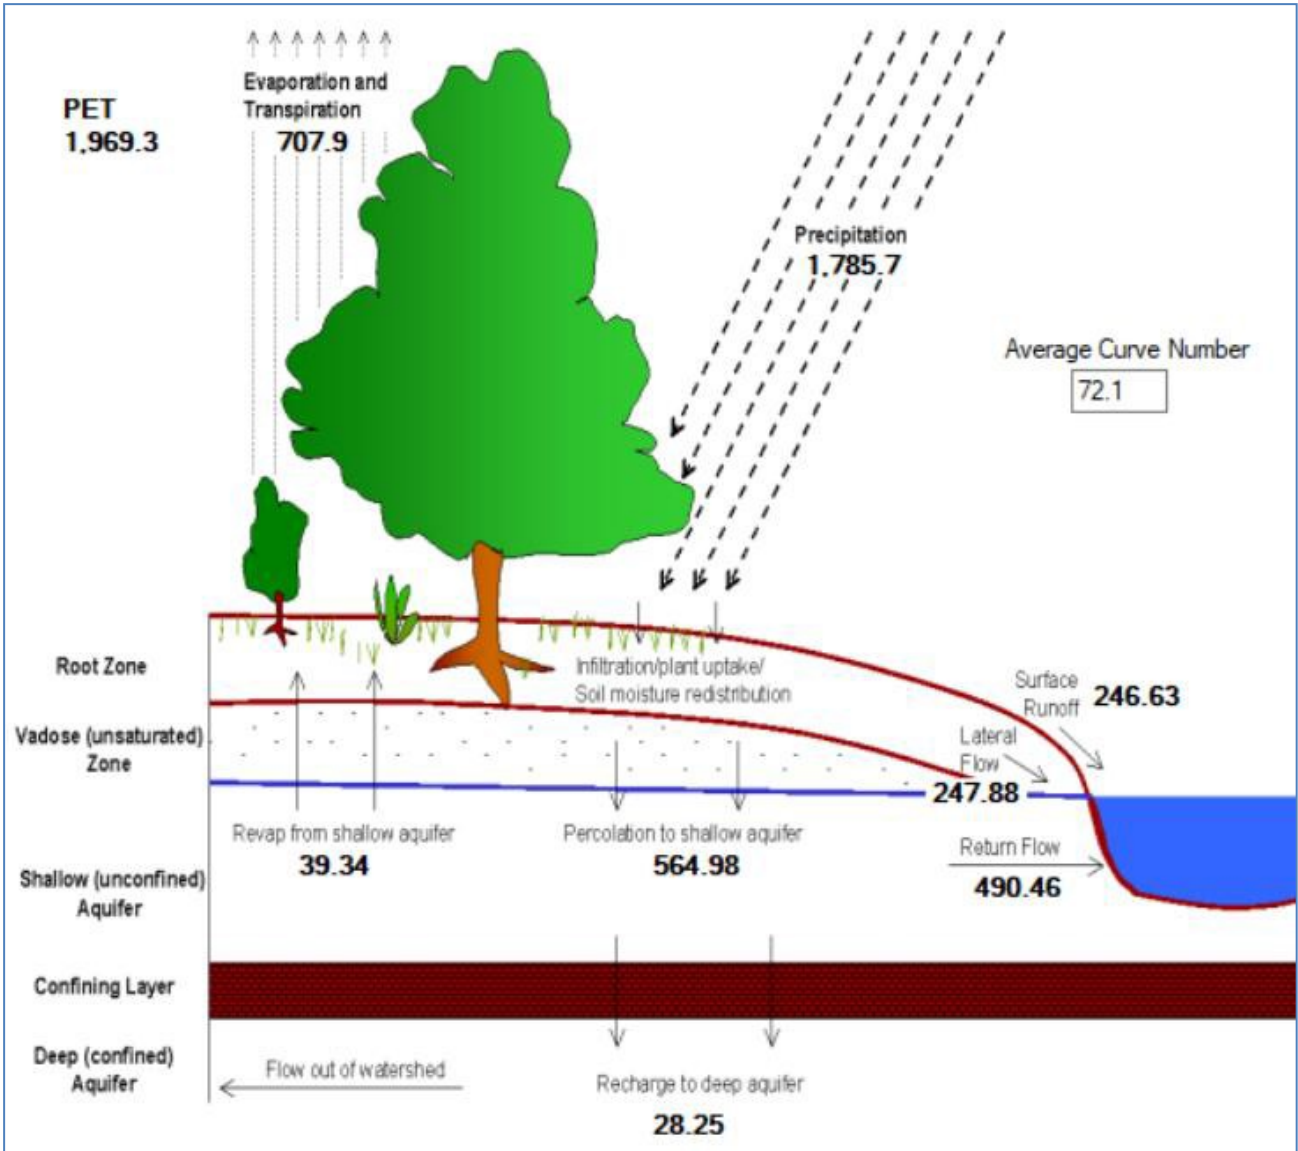 PET
1,969.3
Evaporation and
Transpiration
707.9
Precipitation
1,785.7
Average Curve Number
72.1
Root Zone
Infiltration/plant uptake/
Soil moisture redistribution
Surface
Runoff
246.63
Vadose (unsaturated)
Zone
Lateral
Flow
247.88
Revap from shallow aquifer
39.34
Percolation to shallow aquifer
564.98
Return Flow
490.46
Shallow (unconfined)
Aquifer
Confining Layer
Deep (confined)
Aquifer
Flow out of watershed
Recharge to deep aquifer
28.25